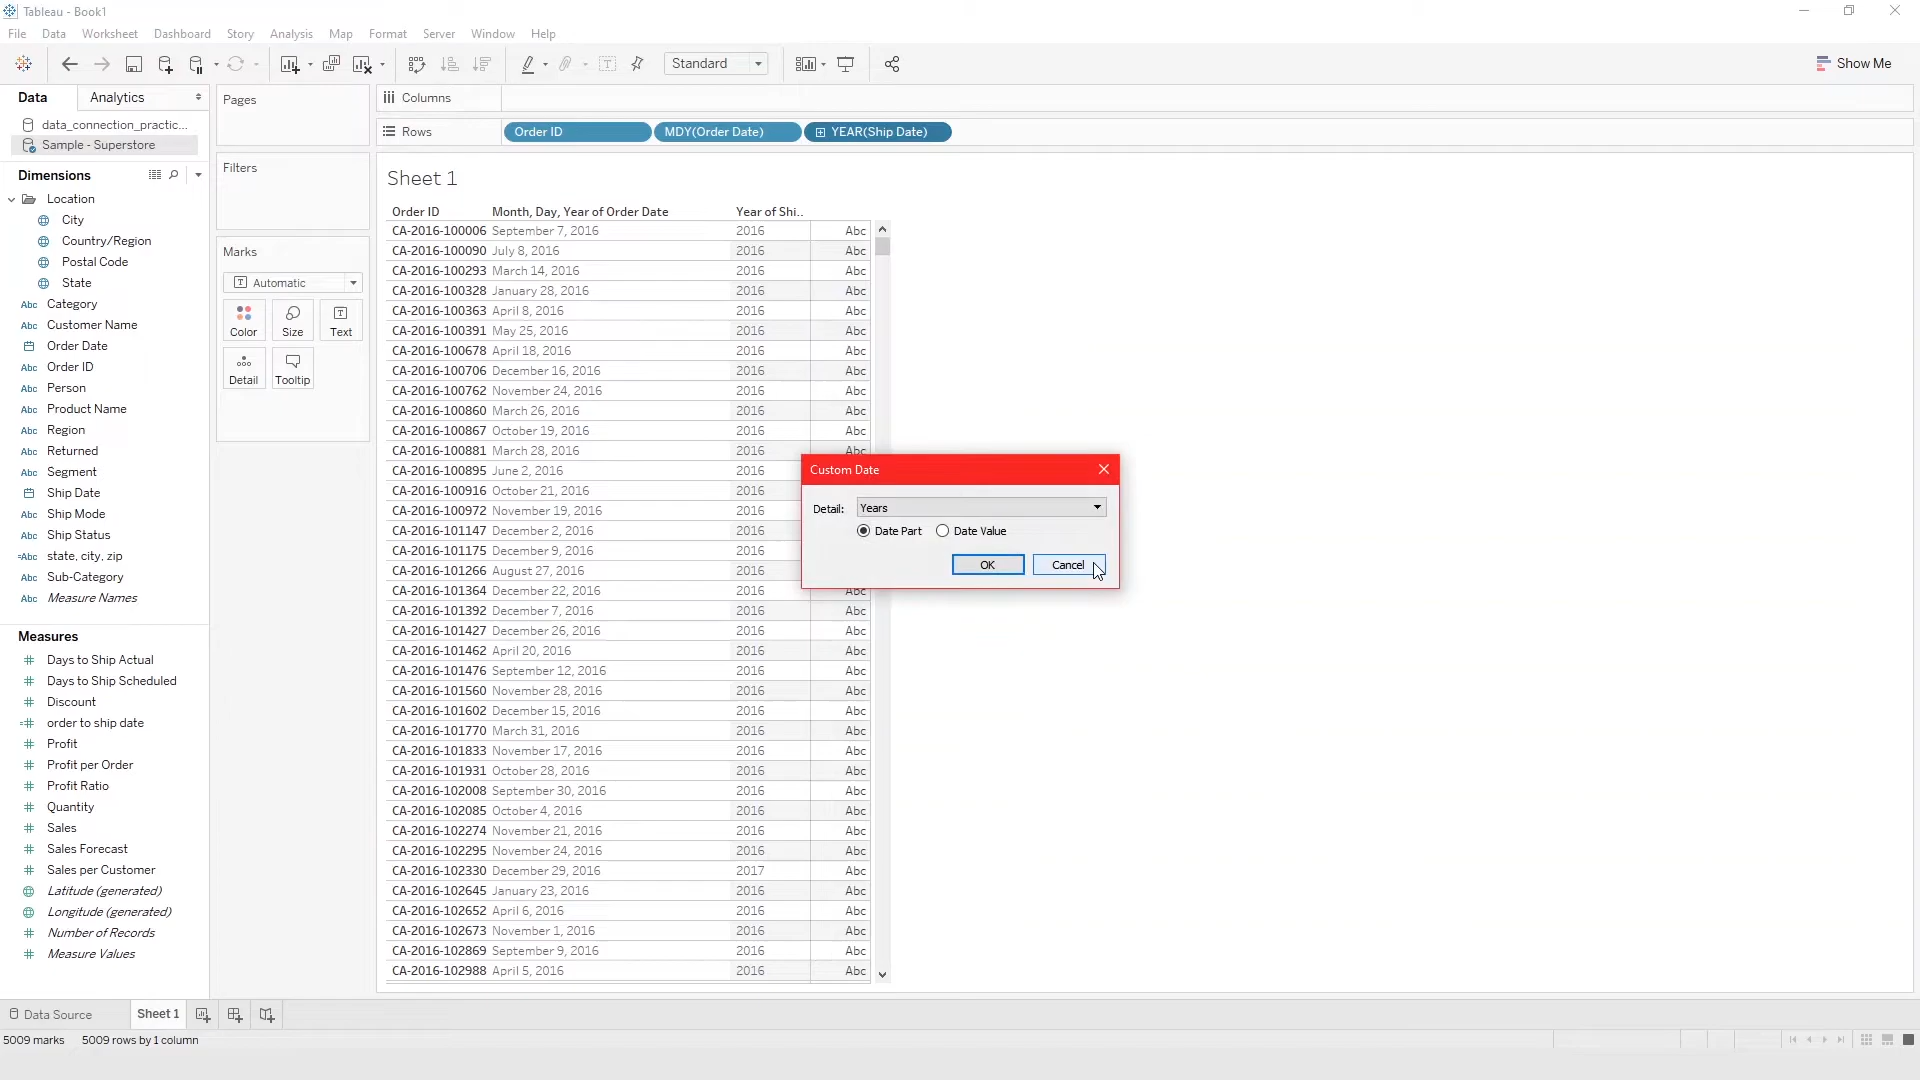 Tableau - Book1
File Data Worksheet Dashboard Story Analysis Map Format Server Window Help
Standard
Show Me
Data Analytics
data_connection_practic...
Sample - Superstore
Dimensions
Location
City
Country/Region
Postal Code
State
Abc Category
Abc Customer Name
Order Date
Abc Order ID
Abc Person
Abc Product Name
Abc Region
Abc Returned
Abc Segment
Ship Date
Abc Ship Mode
Abc Ship Status
=Abc state, city, zip
Abc Sub-Category
Abc Measure Names
Measures
# Days to Ship Actual
# Days to Ship Scheduled
# Discount
=# order to ship date
# Profit
# Profit per Order
# Profit Ratio
# Quantity
# Sales
# Sales Forecast
# Sales per Customer
Latitude (generated)
Longitude (generated)
# Number of Records
# Measure Values
Pages
Filters
Marks
Automatic
Color Size Text
Detail Tooltip
Columns
Rows Order ID MDY(Order Date) YEAR(Ship Date)
Sheet 1
Order ID Month, Day, Year of Order Date Year of Shi..
CA-2016-100006 September 7, 2016 2016 Abc
CA-2016-100090 July 8, 2016 2016 Abc
CA-2016-100293 March 14, 2016 2016 Abc
CA-2016-100328 January 28, 2016 2016 Abc
CA-2016-100363 April 8, 2016 2016 Abc
CA-2016-100391 May 25, 2016 2016 Abc
CA-2016-100678 April 18, 2016 2016 Abc
CA-2016-100706 December 16, 2016 2016 Abc
CA-2016-100762 November 24, 2016 2016 Abc
CA-2016-100860 March 26, 2016 2016 Abc
CA-2016-100867 October 19, 2016 2016 Abc
CA-2016-100881 March 28, 2016 2016 Abc
CA-2016-100895 June 2, 2016 2016
CA-2016-100916 October 21, 2016 2016
CA-2016-100972 November 19, 2016 2016
CA-2016-101147 December 2, 2016 2016
CA-2016-101175 December 9, 2016 2016
CA-2016-101266 August 27, 2016 2016
CA-2016-101364 December 22, 2016 2016 Abc
CA-2016-101392 December 7, 2016 2016 Abc
CA-2016-101427 December 26, 2016 2016 Abc
CA-2016-101462 April 20, 2016 2016 Abc
CA-2016-101476 September 12, 2016 2016 Abc
CA-2016-101560 November 28, 2016 2016 Abc
CA-2016-101602 December 15, 2016 2016 Abc
CA-2016-101770 March 31, 2016 2016 Abc
CA-2016-101833 November 17, 2016 2016 Abc
CA-2016-101931 October 28, 2016 2016 Abc
CA-2016-102008 September 30, 2016 2016 Abc
CA-2016-102085 October 4, 2016 2016 Abc
CA-2016-102274 November 21, 2016 2016 Abc
CA-2016-102295 November 24, 2016 2016 Abc
CA-2016-102330 December 29, 2016 2017 Abc
CA-2016-102645 January 23, 2016 2016 Abc
CA-2016-102652 April 6, 2016 2016 Abc
CA-2016-102673 November 1, 2016 2016 Abc
CA-2016-102869 September 9, 2016 2016 Abc
CA-2016-102988 April 5, 2016 2016 Abc
Custom Date
Detail: Years
Date Part Date Value
OK Cancel
Data Source Sheet 1
5009 marks 5009 rows by 1 column